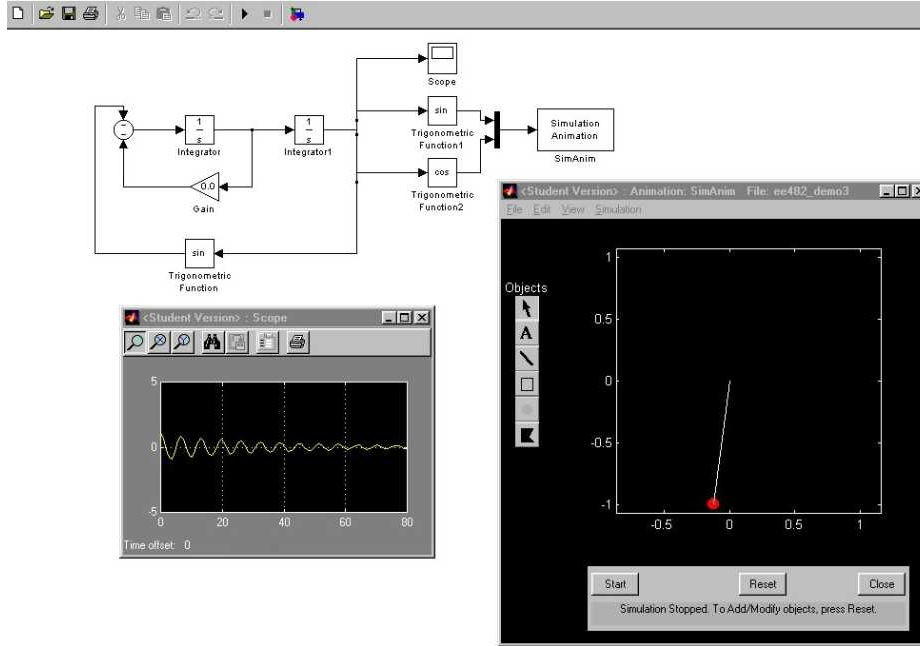 Scope
sin
Trigonometric
Function1
Simulation
Animation
SimAnim
1
s
Integrator
1
s
Integrator1
0.0
Gain
cos
Trigonometric
Function2
sin
Trigonometric
Function
<Student Version> : Scope
5
0
-5
0 20 40 60 80
Time offset: 0
<Student Version> : Animation: SimAnim File: ee482_demo3
File Edit View Simulation
Objects
A
1
0.5
0
-0.5
-1
-0.5 0 0.5 1
Start Reset Close
Simulation Stopped. To Add/Modify objects, press Reset.